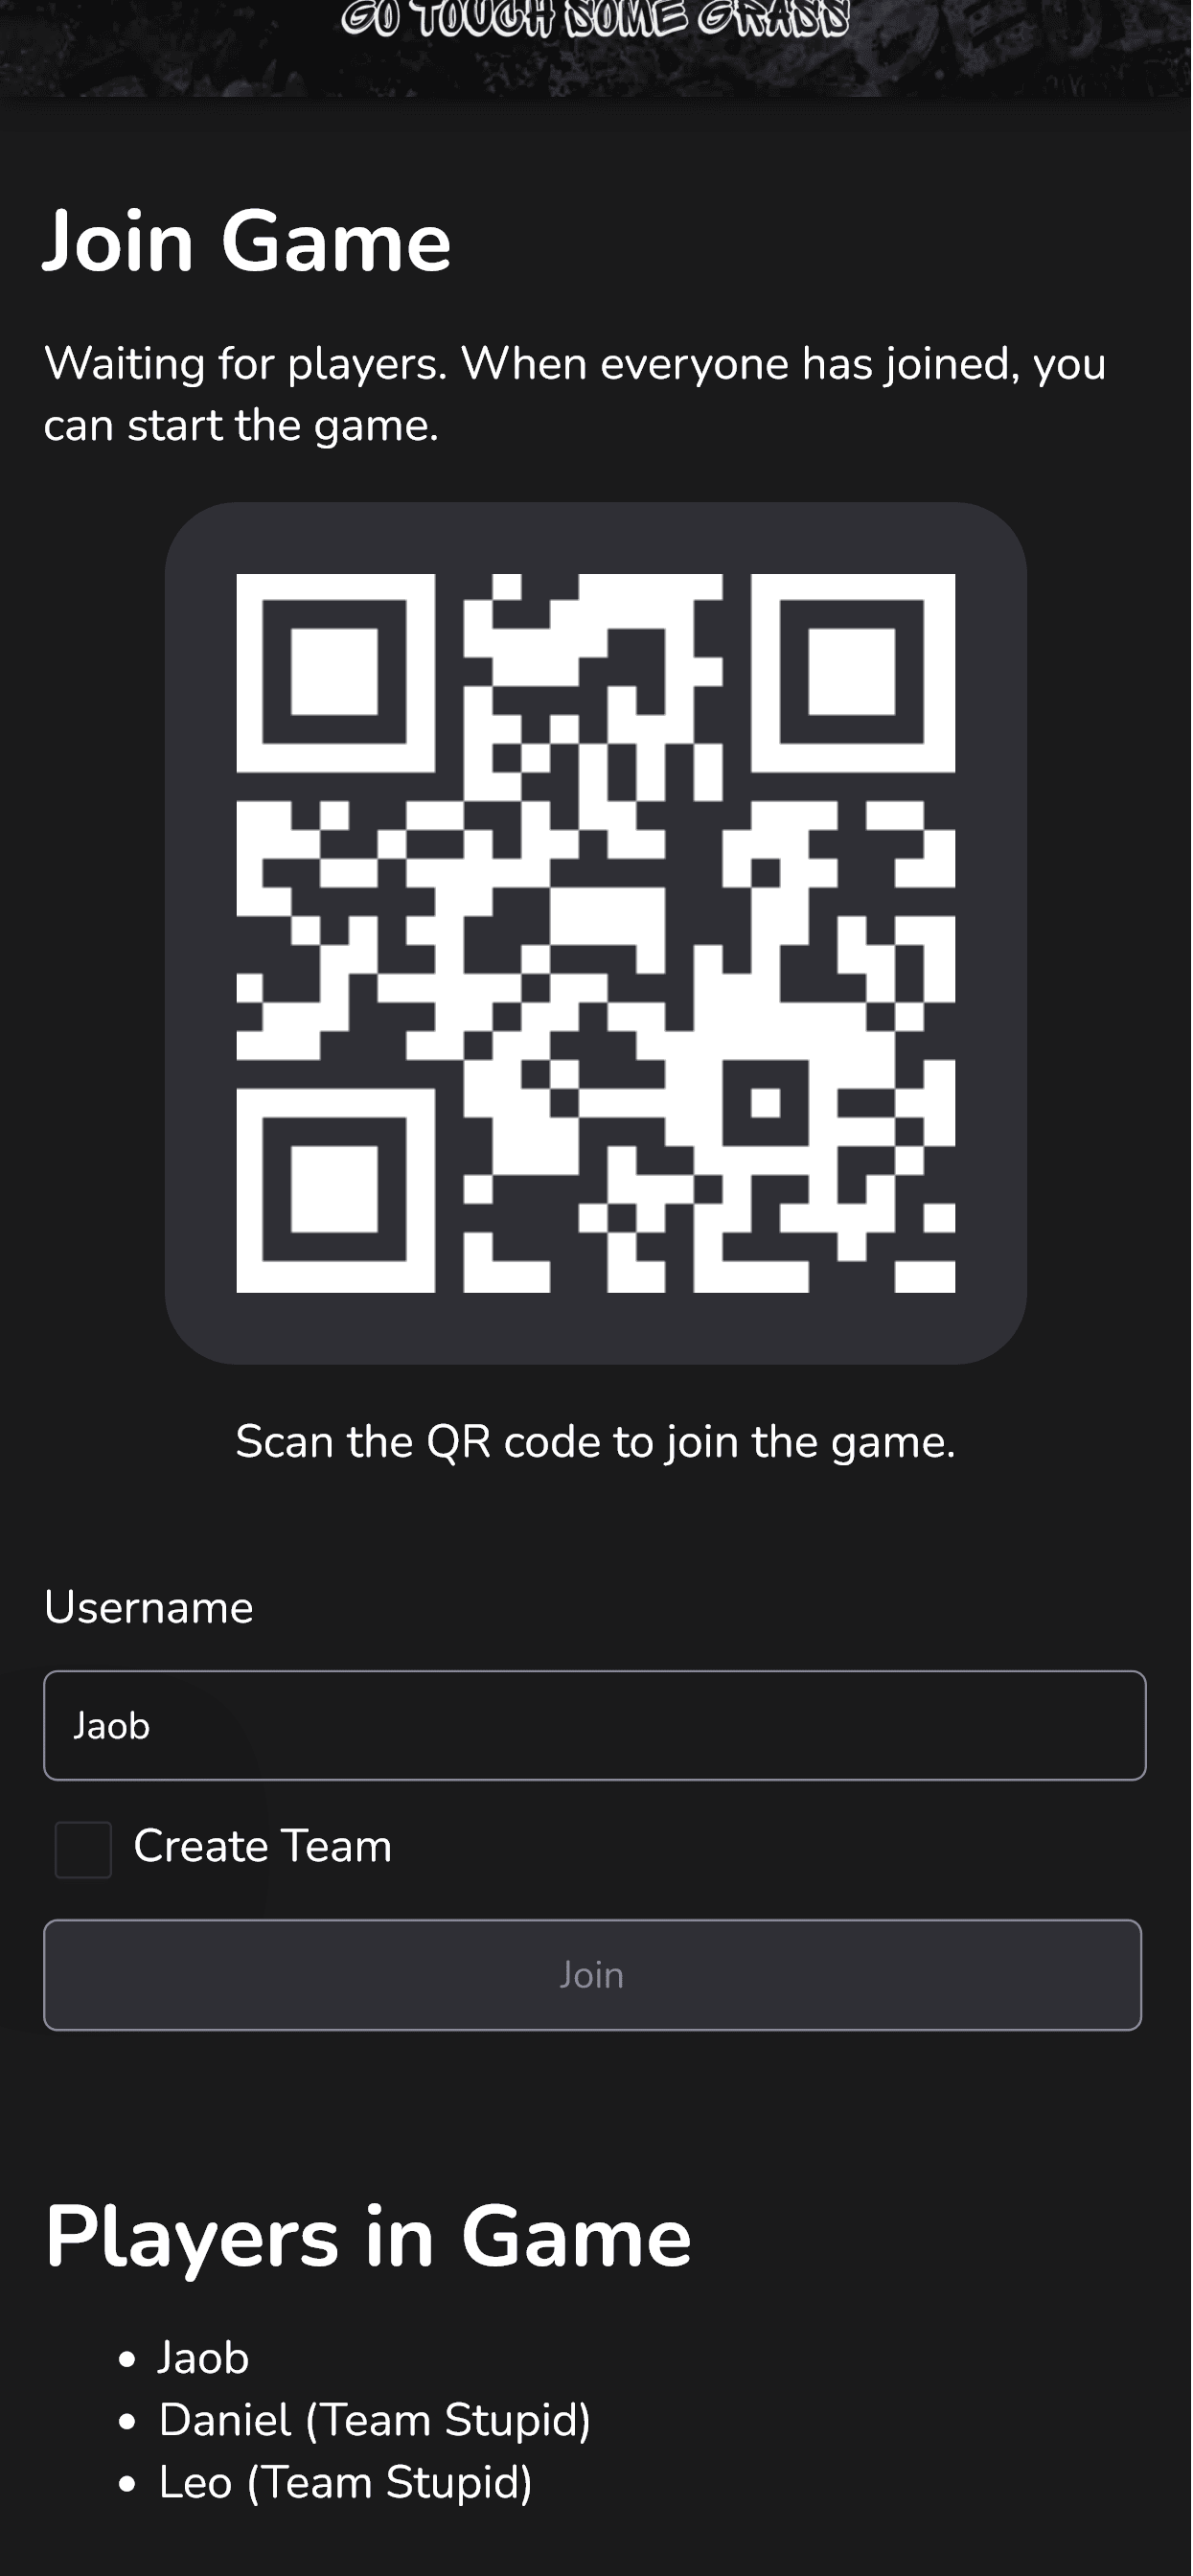 GO TOUCH SOME GRASS
Join Game
Waiting for players. When everyone has joined, you
can start the game.
Scan the QR code to join the game.
Username
Jaob
Create Team
Join
Players in Game
• Jaob
• Daniel (Team Stupid)
• Leo (Team Stupid)